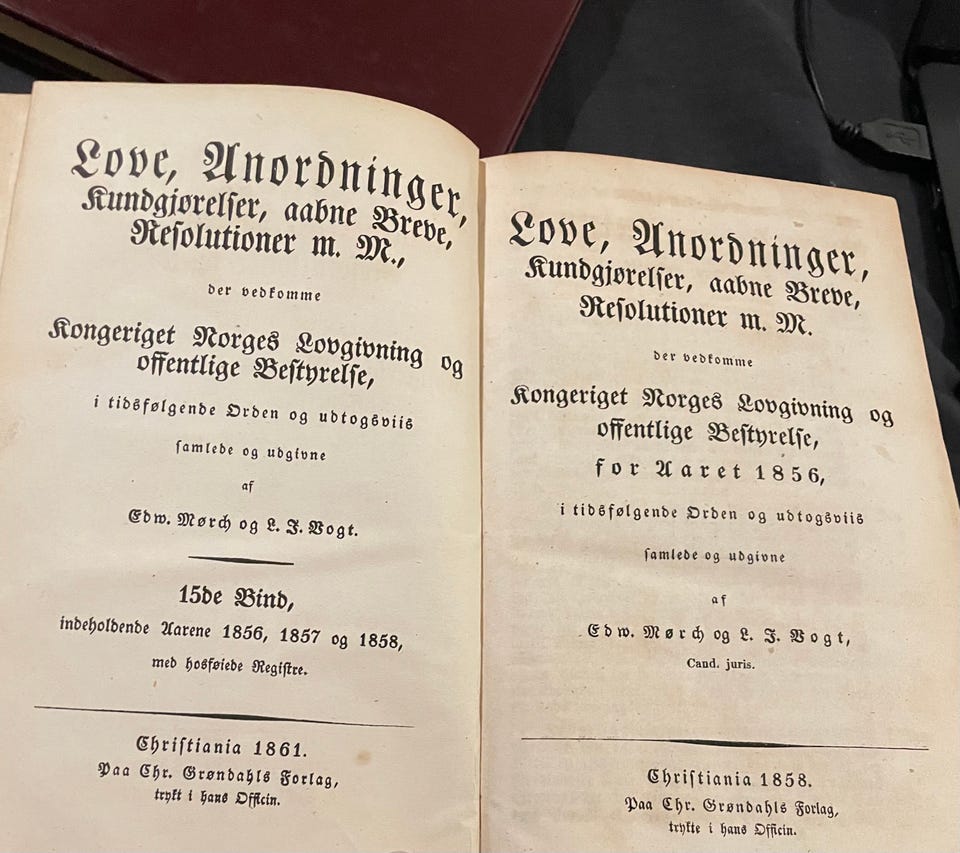 Love, Anordninger,
Kundgjørelser, aabne Breve,
Resolutioner m. M.,
der vedkomme
Kongeriget Norges Lovgivning og
offentlige Bestyrelse,
i tidsfølgende Orden og udtogsviis
samlede og udgivne
af
Edw. Mørch og L. J. Vogt.
15de Bind,
indeholdende Aarene 1856, 1857 og 1858,
med hosføiede Registre.
Christiania 1861.
Paa Chr. Grøndahls Forlag,
trykt i hans Officin.
Love, Anordninger,
Kundgjørelser, aabne Breve,
Resolutioner m. M.
der vedkomme
Kongeriget Norges Lovgivning og
offentlige Bestyrelse,
for Aaret 1856,
i tidsfølgende Orden og udtogsviis
samlede og udgivne
af
Edw. Mørch og L. J. Vogt,
Cand. juris.
Christiania 1858.
Paa Chr. Grøndahls Forlag,
trykte i hans Officin.